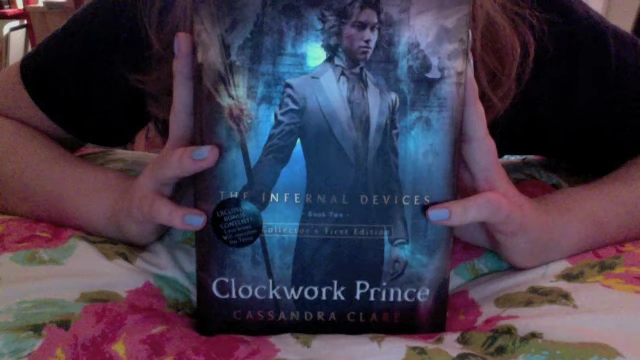 THE INFERNAL DEVICES
- Book Two -
Collector's First Edition
Clockwork Prince
CASSANDRA CLARE